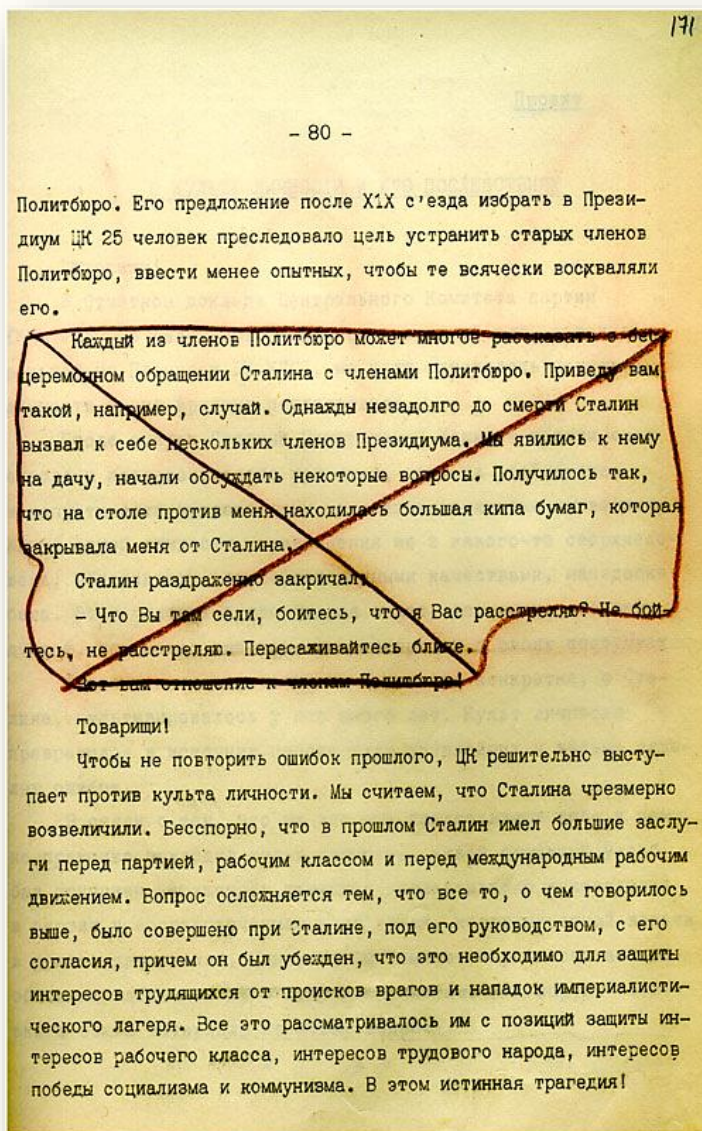 171
- 80 -
Политбюро. Его предложение после Х1Х с'езда избрать в Прези-
диум ЦК 25 человек преследовало цель устранить старых членов
Политбюро, ввести менее опытных, чтобы те всячески восхваляли
его.
Каждый из членов Политбюро может многое рассказать о бес-
церемонном обращении Сталина с членами Политбюро. Приведу вам
такой, например, случай. Однажды незадолго до смерти Сталин
вызвал к себе нескольких членов Президиума. Мы явились к нему
на дачу, начали обсуждать некоторые вопросы. Получилось так,
что на столе против меня находилась большая кипа бумаг, которая
закрывала меня от Сталина.
Сталин раздраженно закричал:
- Что Вы там сели, боитесь, что я Вас расстреляю? Не бой-
тесь, не расстреляю. Пересаживайтесь ближе.
Вот вам отношение к членам Политбюро!
Товарищи!
Чтобы не повторить ошибок прошлого, ЦК решительно высту-
пает против культа личности. Мы считаем, что Сталина чрезмерно
возвеличили. Бесспорно, что в прошлом Сталин имел большие заслу-
ги перед партией, рабочим классом и перед международным рабочим
движением. Вопрос осложняется тем, что все то, о чем говорилось
выше, было совершено при Сталине, под его руководством, с его
согласия, причем он был убежден, что это необходимо для защиты
интересов трудящихся от происков врагов и нападок империалисти-
ческого лагеря. Все это рассматривалось им с позиций защиты ин-
тересов рабочего класса, интересов трудового народа, интересов
победы социализма и коммунизма. В этом истинная трагедия!